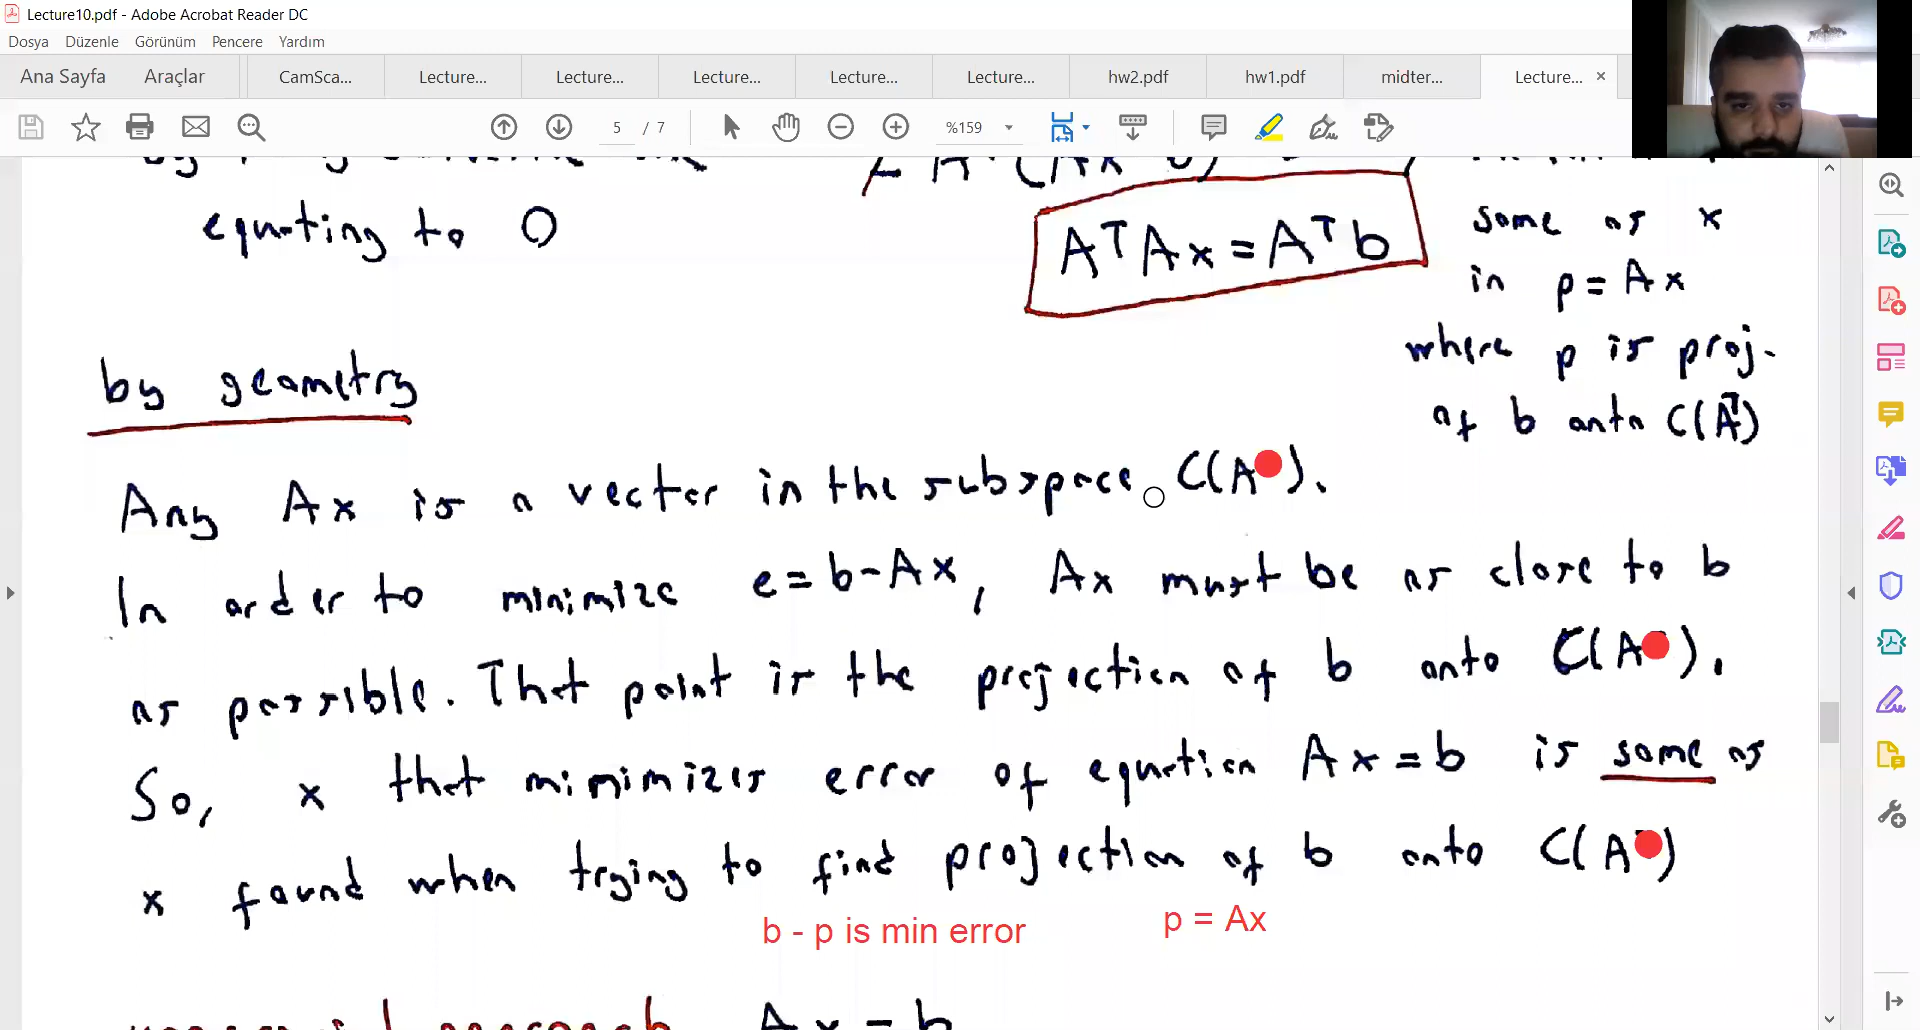 Lecture10.pdf - Adobe Acrobat Reader DC
Dosya Düzenle Görünüm Pencere Yardım
Ana Sayfa Araçlar CamSca... Lecture... Lecture... Lecture... Lecture... Lecture... hw2.pdf hw1.pdf midter... Lecture... ×
5 / 7 %159
equating to 0
AᵀAx = Aᵀb
same as x
in p = Ax
where p is proj.
of b onto C(Aᵀ)
by geometry
Any Ax is a vector in the subspace C(A).
In order to minimize e = b - Ax, Ax must be as close to b
as possible. That point is the projection of b onto C(A).
So, x that mimimizes error of equation Ax = b is same as
x found when trying to find projection of b onto C(A)
b - p is min error p = Ax
Ax = b